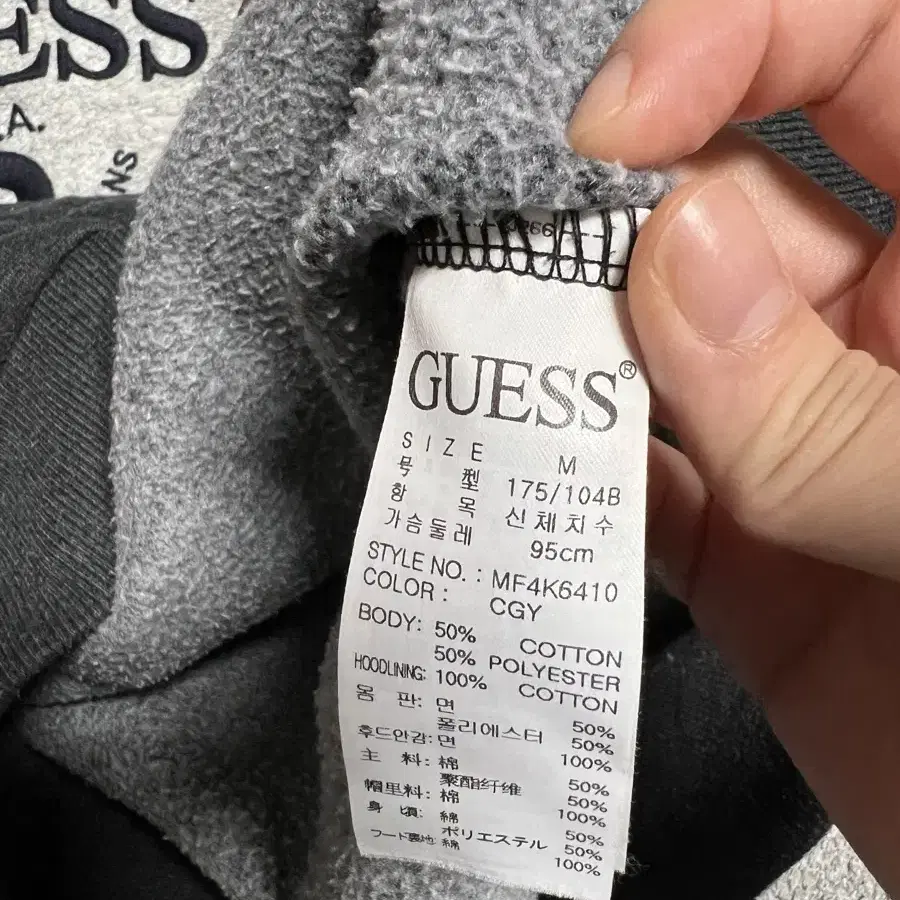 ESS
.A.
NS
GUESS®
SIZE M
号型 175/104B
항목 신체치수
가슴둘레 95cm
STYLE NO. : MF4K6410
COLOR : CGY
BODY: 50% COTTON
50% POLYESTER
HOODLINING: 100% COTTON
몸판: 면 50%
폴리에스터 50%
후드안감: 면 100%
主料: 棉 50%
聚酯纤维 50%
帽里料: 棉 100%
身頃: 綿 50%
ポリエステル 50%
フード裏地: 綿 100%